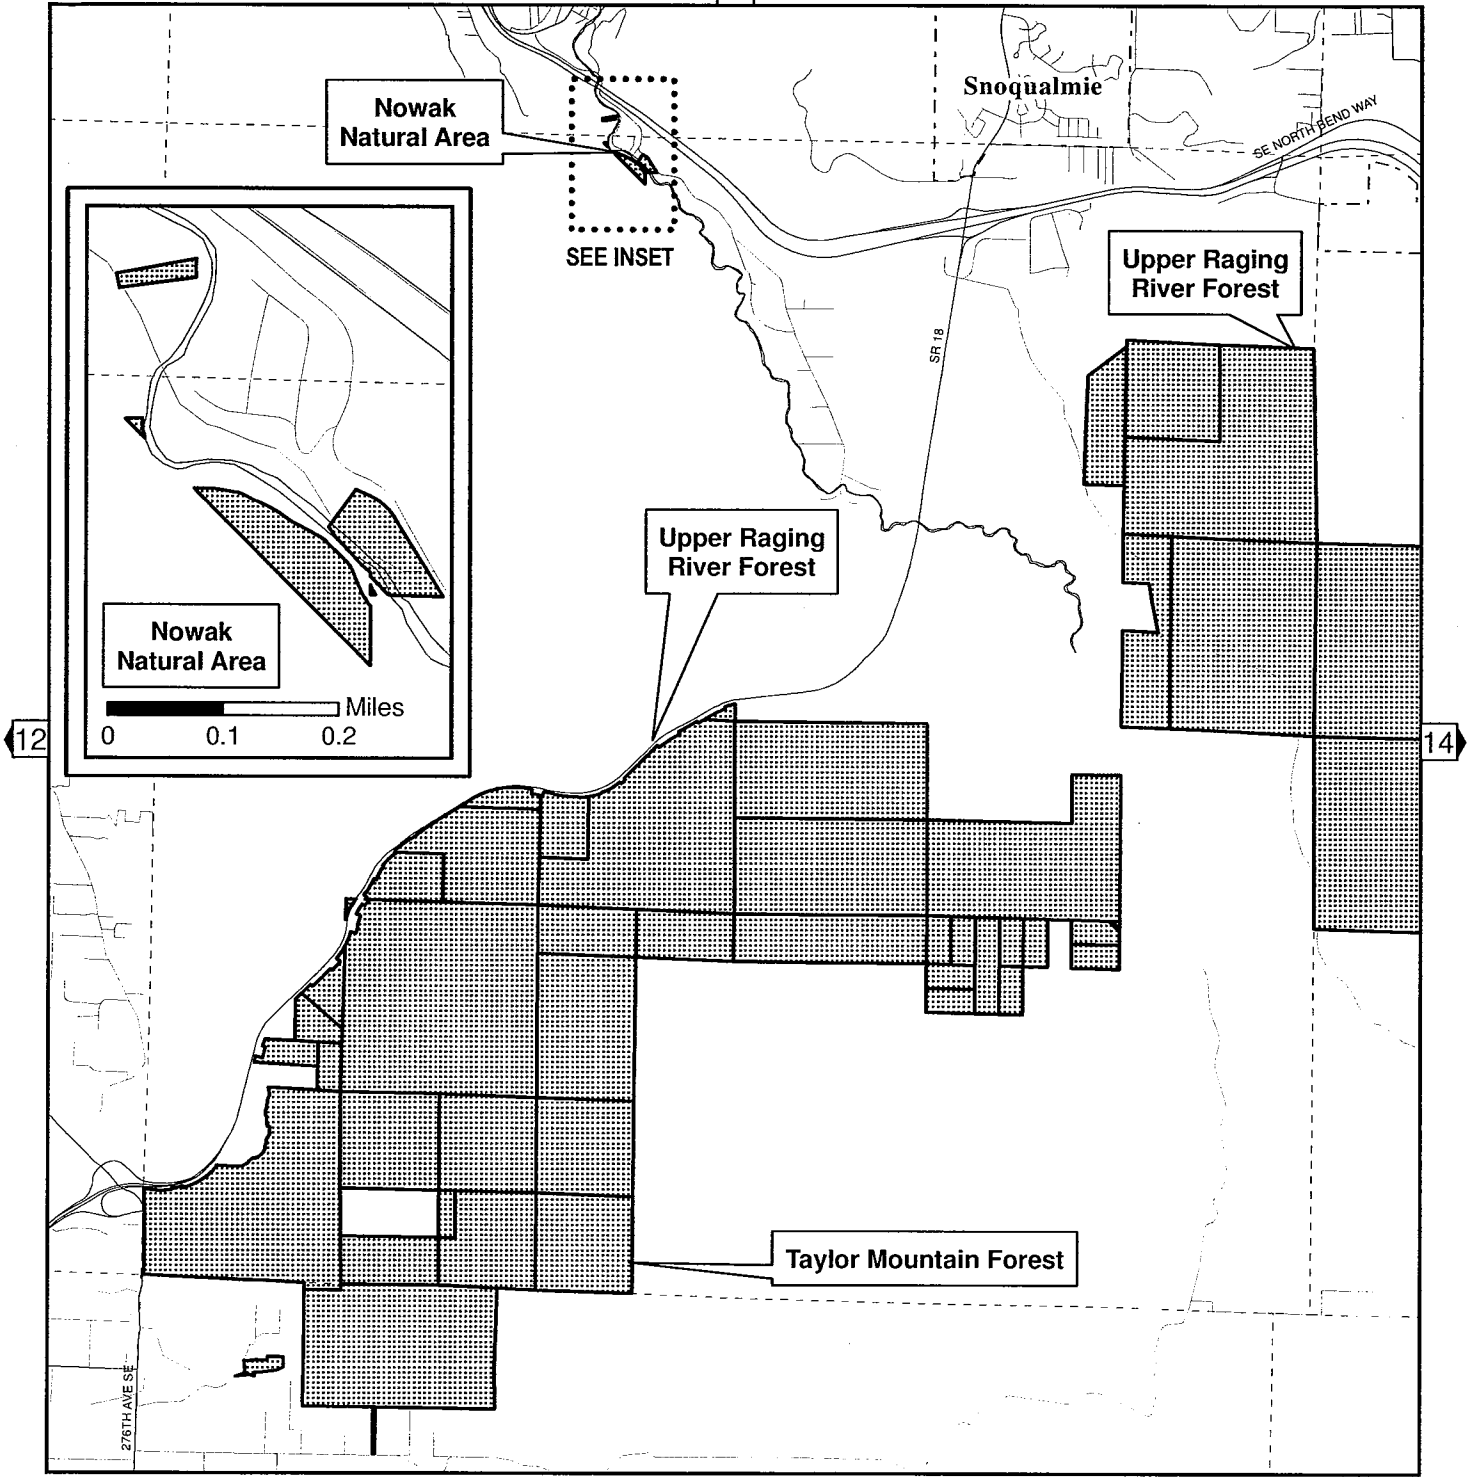 Snoqualmie
SE NORTH BEND WAY
Nowak
Natural Area
SEE INSET
Upper Raging
River Forest
SR 18
Upper Raging
River Forest
Nowak
Natural Area
Miles
0 0.1 0.2
12
14
Taylor Mountain Forest
276TH AVE SE